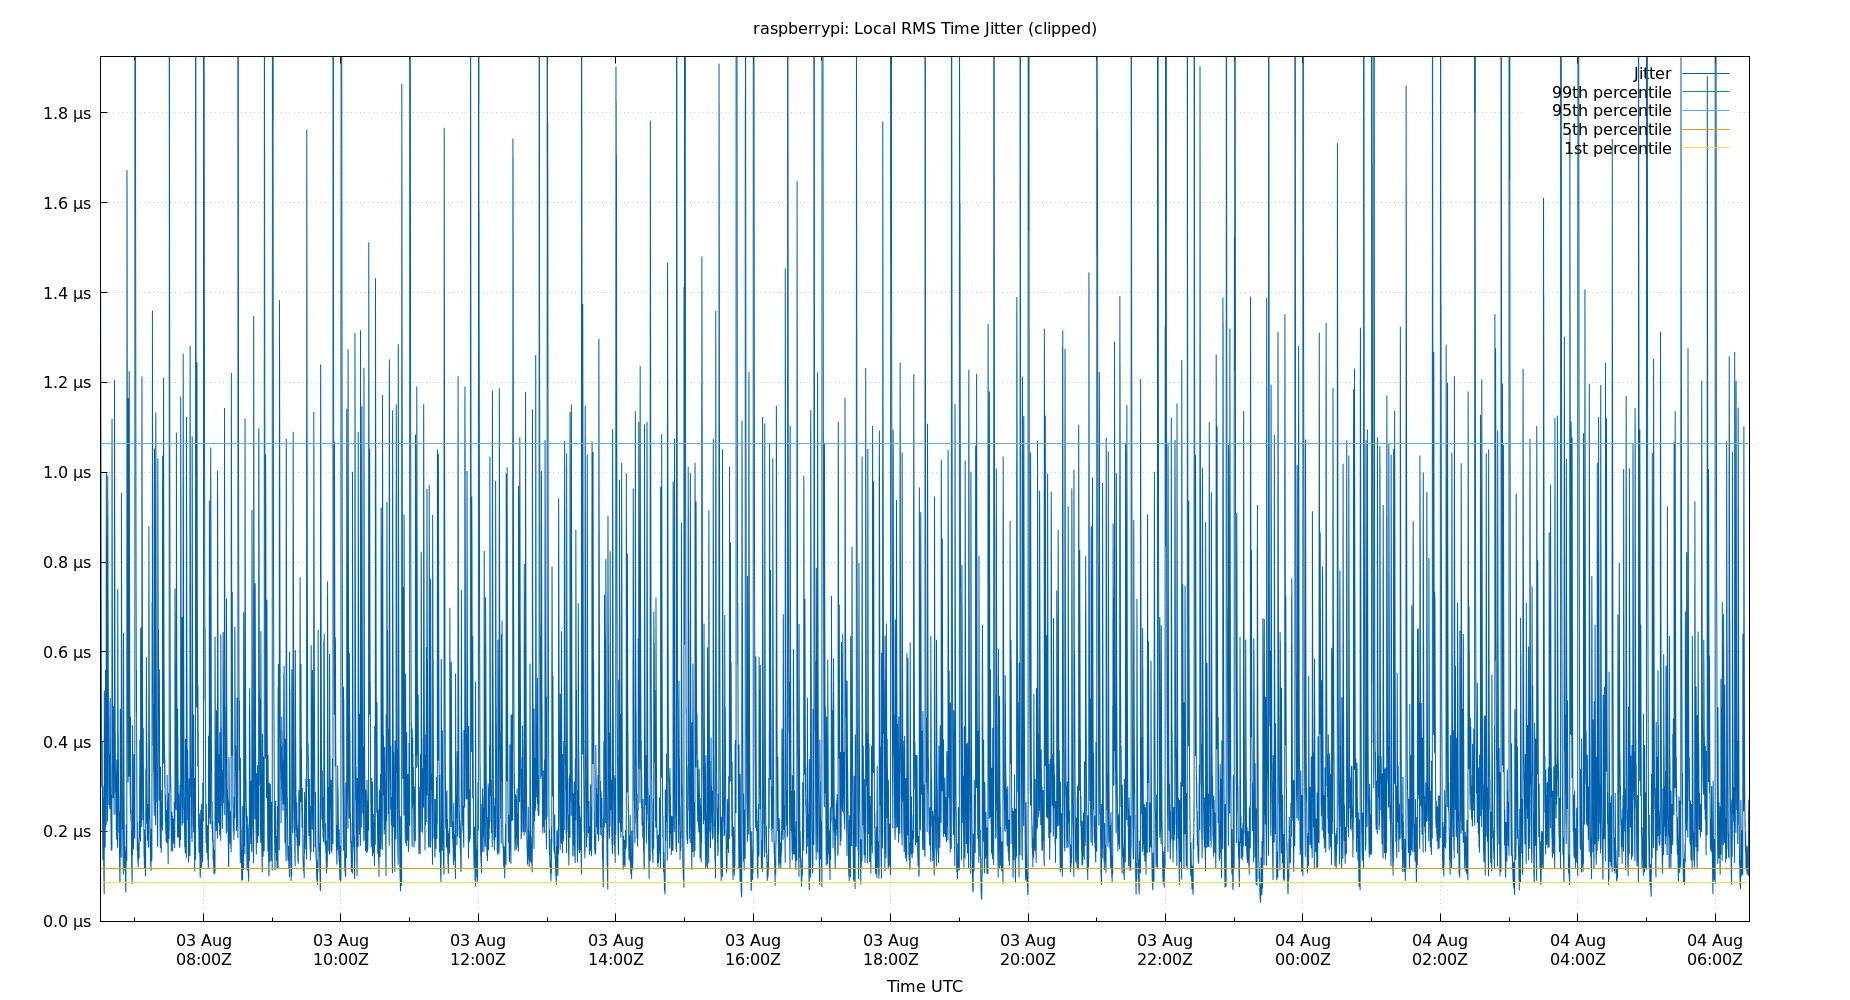 raspberrypi: Local RMS Time Jitter (clipped)
Jitter
99th percentile
95th percentile
5th percentile
1st percentile
1.8 µs
1.6 µs
1.4 µs
1.2 µs
1.0 µs
0.8 µs
0.6 µs
0.4 µs
0.2 µs
0.0 µs
03 Aug 03 Aug 03 Aug 03 Aug 03 Aug 03 Aug 03 Aug 03 Aug 04 Aug 04 Aug 04 Aug 04 Aug
08:00Z 10:00Z 12:00Z 14:00Z 16:00Z 18:00Z 20:00Z 22:00Z 00:00Z 02:00Z 04:00Z 06:00Z
Time UTC